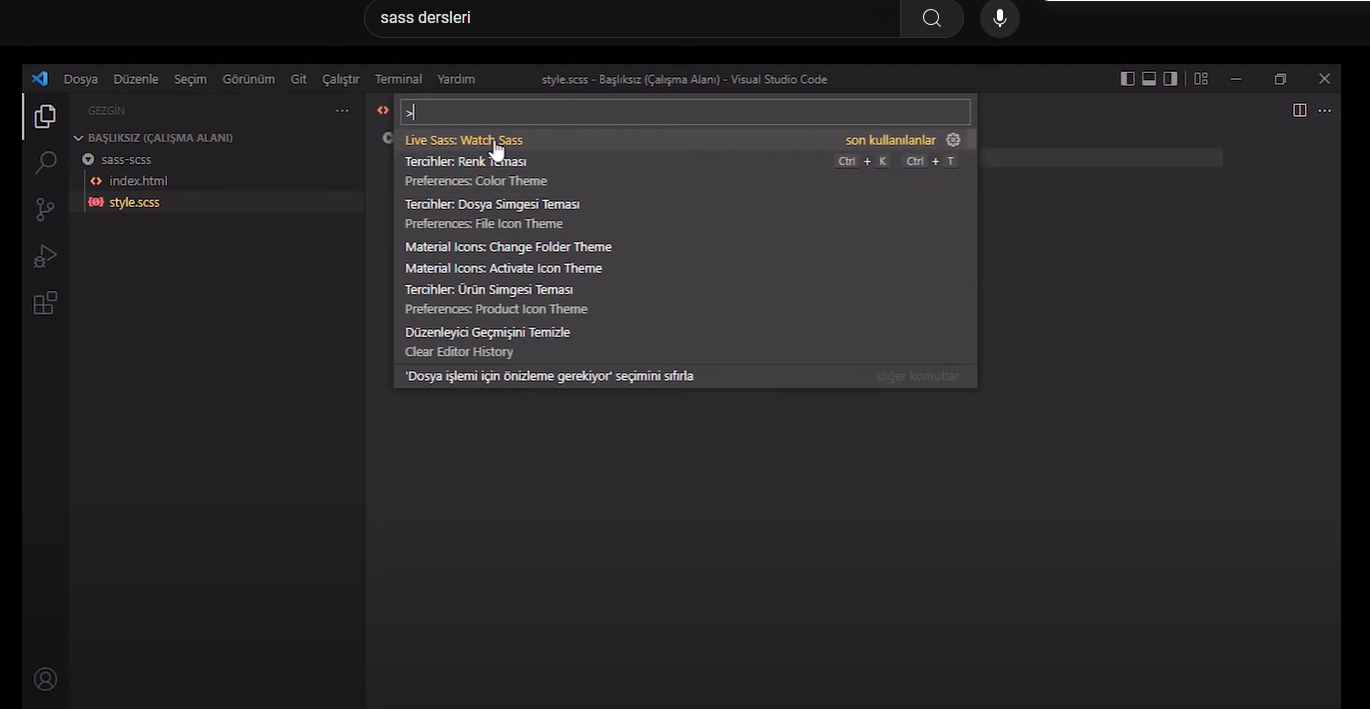 sass dersleri
Dosya Düzenle Seçim Görünüm Git Çalıştır Terminal Yardım
style.scss - Başlıksız (Çalışma Alanı) - Visual Studio Code
GEZGİN
>
BAŞLIKSIZ (ÇALIŞMA ALANI)
sass-scss
index.html
style.scss
Live Sass: Watch Sass son kullanılanlar
Tercihler: Renk Teması Ctrl + K Ctrl + T
Preferences: Color Theme
Tercihler: Dosya Simgesi Teması
Preferences: File Icon Theme
Material Icons: Change Folder Theme
Material Icons: Activate Icon Theme
Tercihler: Ürün Simgesi Teması
Preferences: Product Icon Theme
Düzenleyici Geçmişini Temizle
Clear Editor History
'Dosya işlemi için önizleme gerekiyor' seçimini sıfırla diğer komutlar